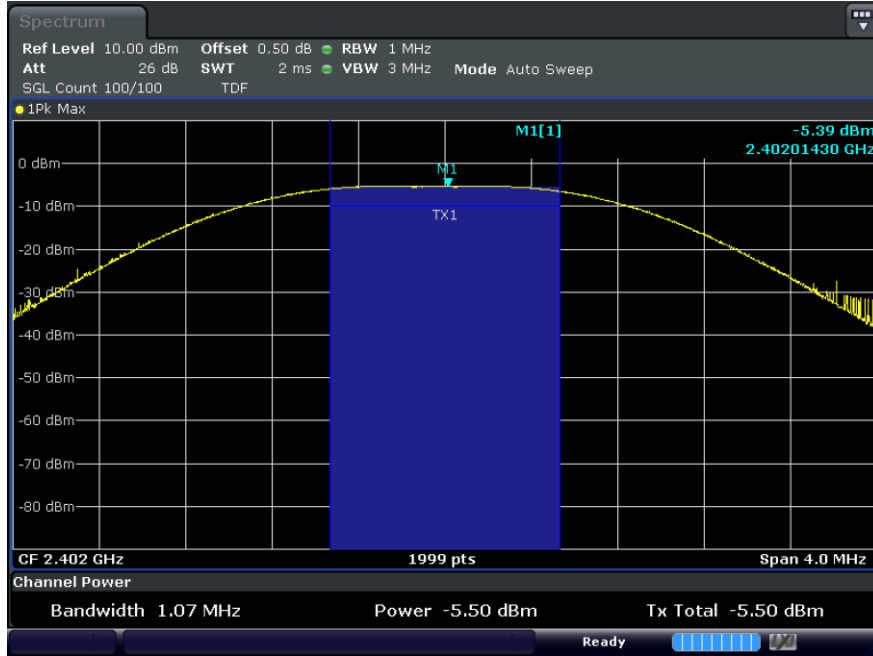 Spectrum
Ref Level 10.00 dBm Offset 0.50 dB RBW 1 MHz
Att 26 dB SWT 2 ms VBW 3 MHz Mode Auto Sweep
SGL Count 100/100 TDF
1Pk Max
M1[1] -5.39 dBm
2.40201430 GHz
0 dBm
M1
-10 dBm
TX1
-20 dBm
-30 dBm
-40 dBm
-50 dBm
-60 dBm
-70 dBm
-80 dBm
CF 2.402 GHz 1999 pts Span 4.0 MHz
Channel Power
Bandwidth 1.07 MHz Power -5.50 dBm Tx Total -5.50 dBm
Ready